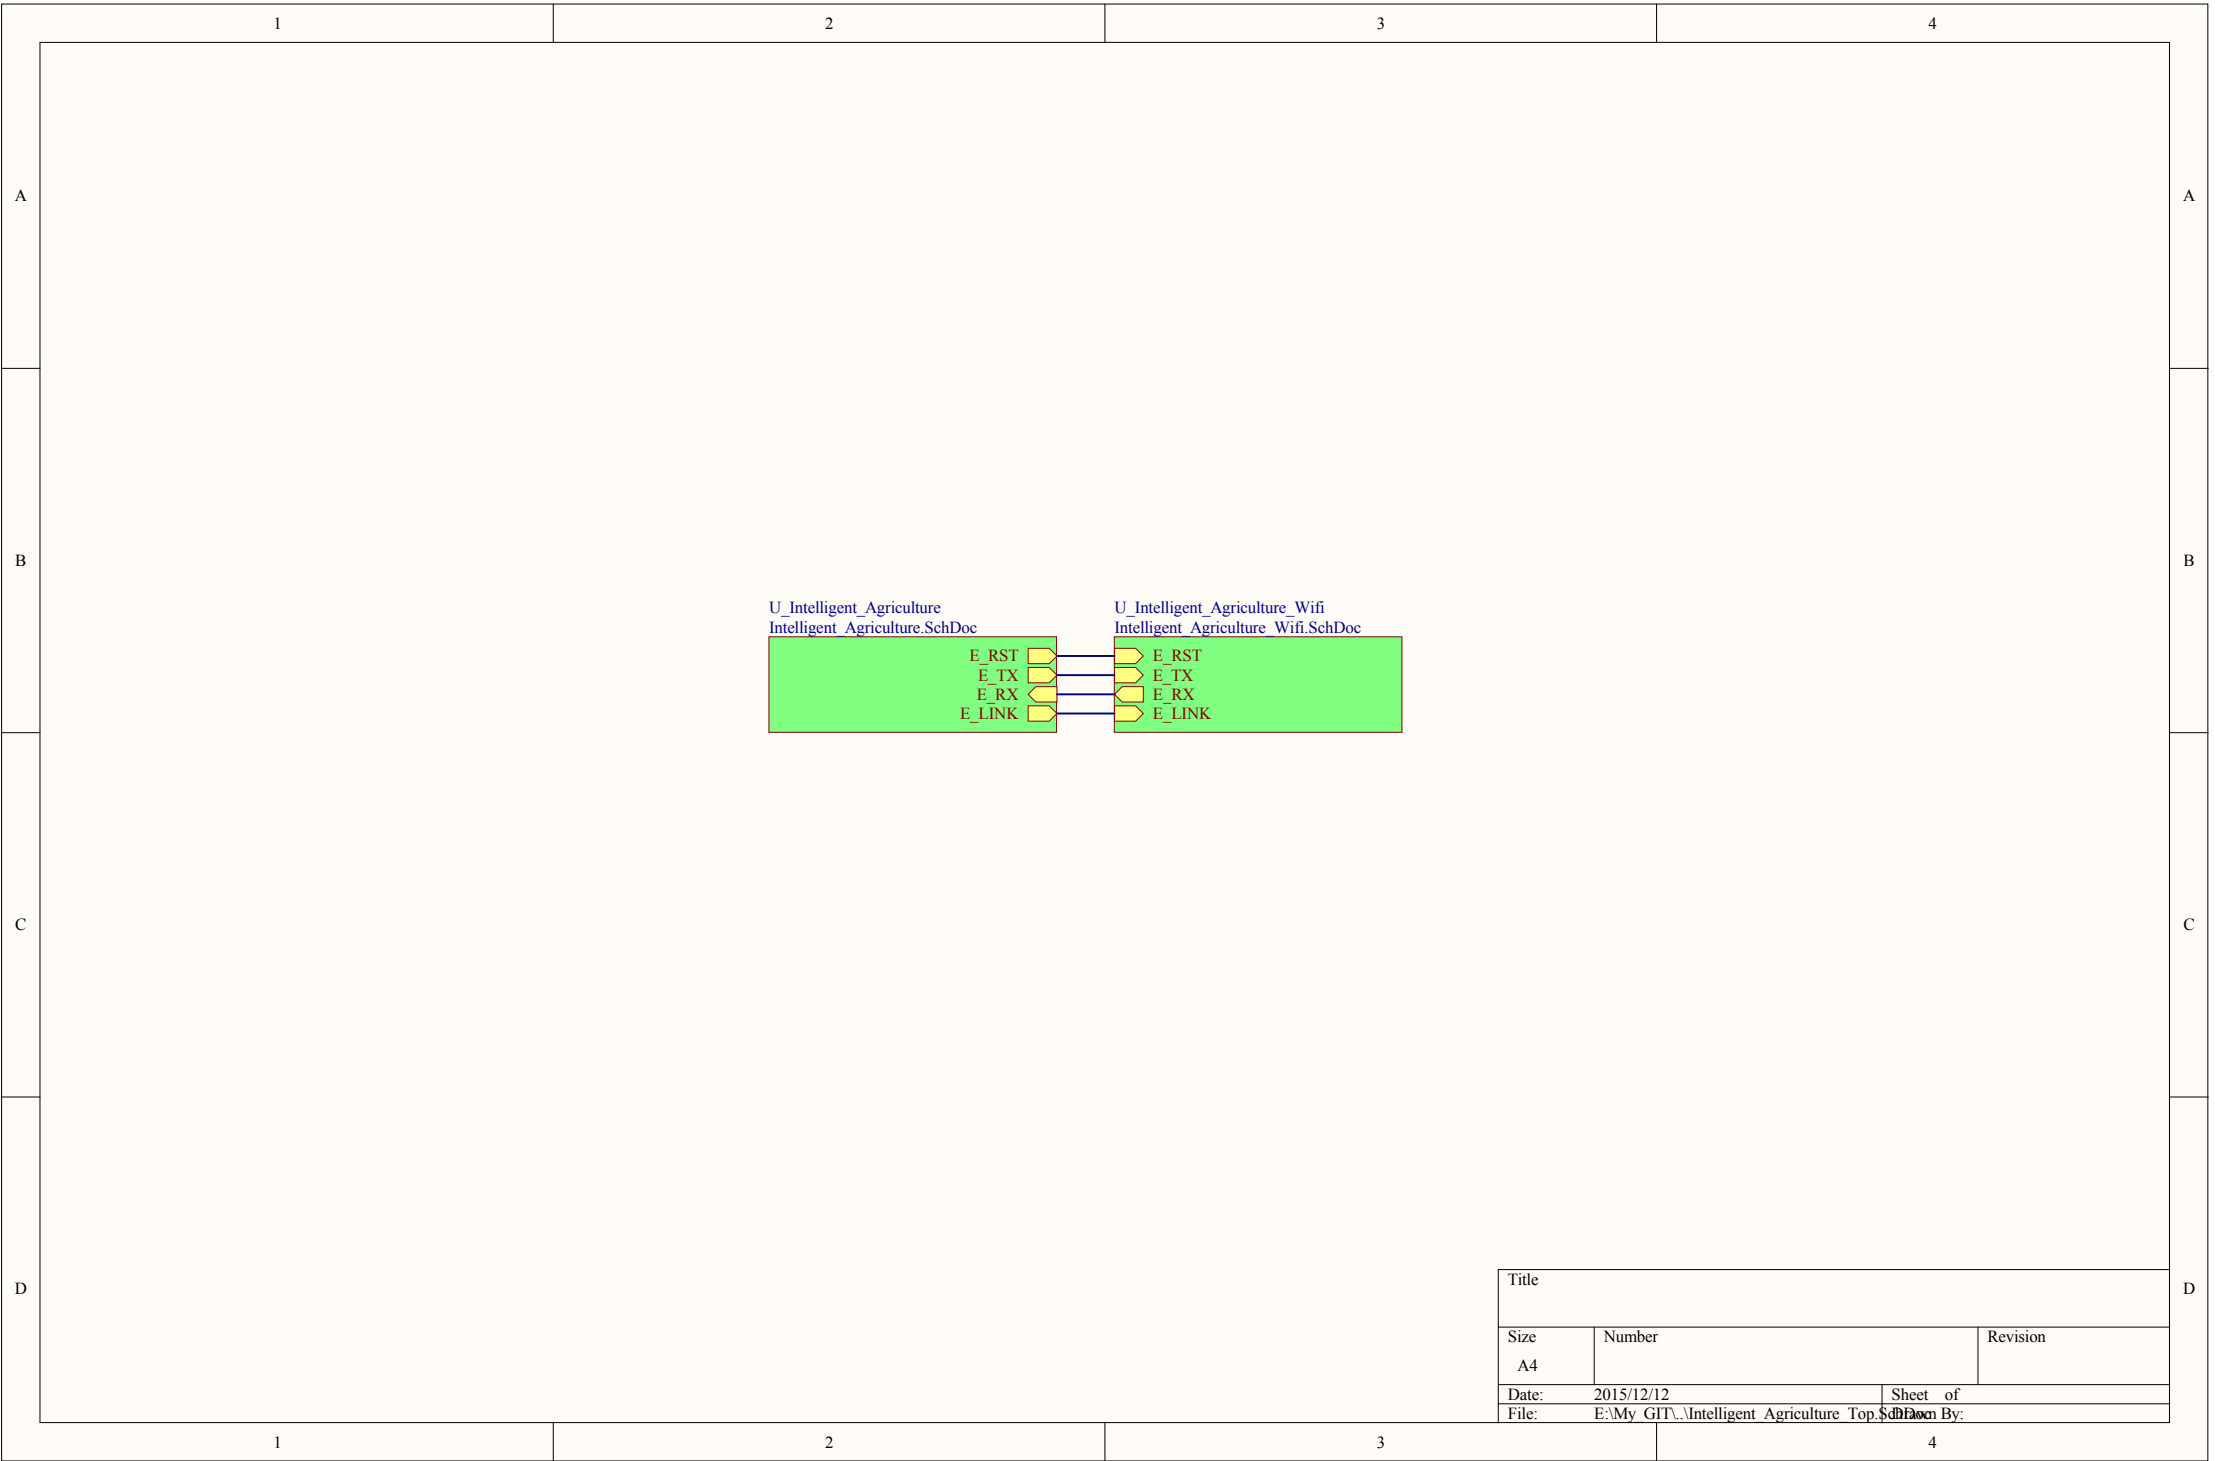 1 2 3 4
A A
B B
U_Intelligent_Agriculture U_Intelligent_Agriculture_Wifi
Intelligent_Agriculture.SchDoc Intelligent_Agriculture_Wifi.SchDoc
E_RST E_RST
E_TX E_TX
E_RX E_RX
E_LINK E_LINK
C C
D D
Title
Size Number Revision
A4
Date: 2015/12/12 Sheet of
File: E:\My_GIT\..\Intelligent_Agriculture_Top.SchDoc Drawn By:
1 2 3 4